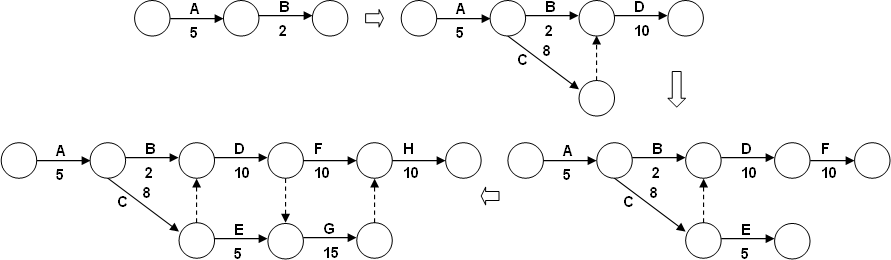 A B
5 2
A B D
5 2 10
C 8
A B D F H
5 2 10 10 10
C 8
E G
5 15
A B D F
5 2 10 10
C 8
E
5